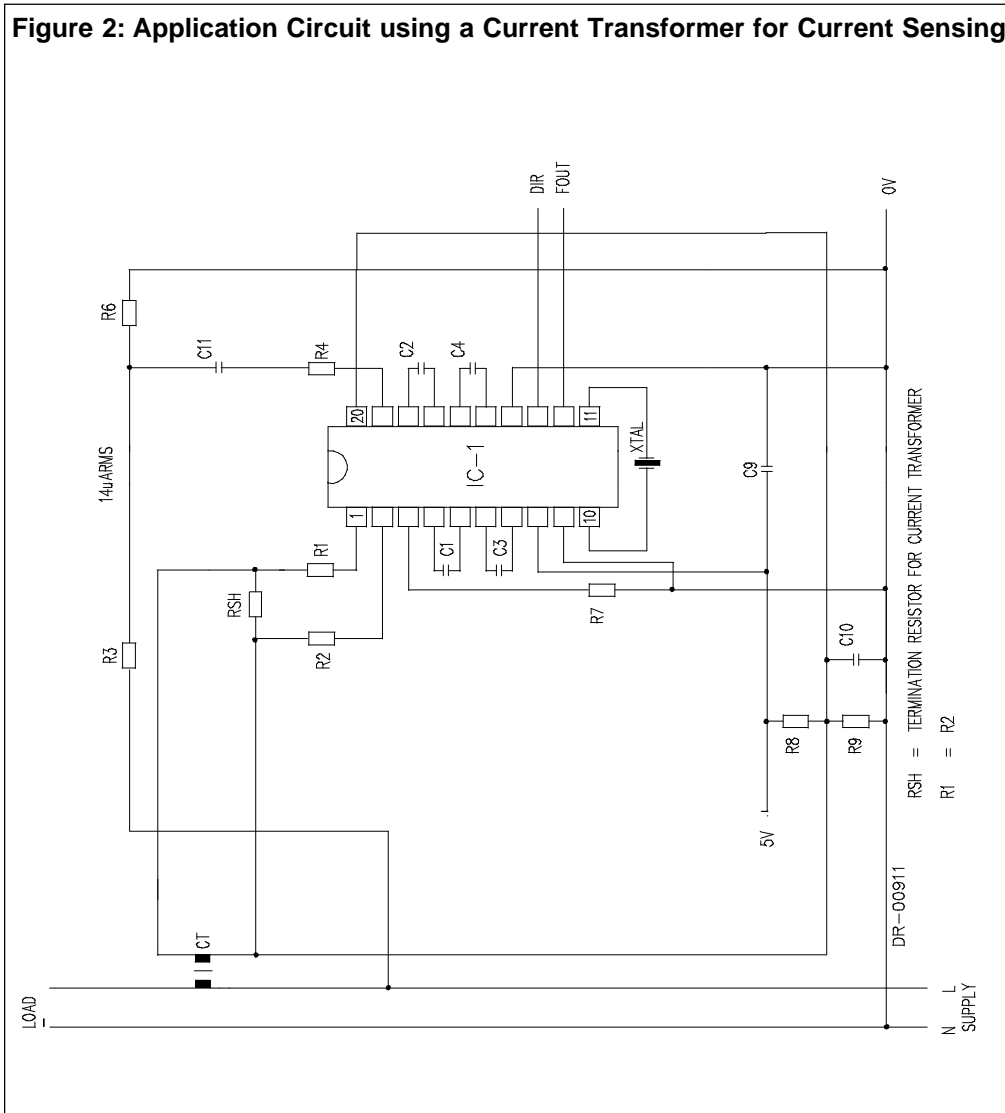 Figure 2: Application Circuit using a Current Transformer for Current Sensing
DIR
FOUT
0V
R6
C11
R4
C2
C4
14uARMS
20
11
IC-1
XTAL
C9
1
10
R1
C1
C3
RSH
R2
R7
R3
C10
R8
R9
5V
RSH = TERMINATION RESISTOR FOR CURRENT TRANSFORMER
R1 = R2
DR-00911
CT
LOAD
L
N
SUPPLY